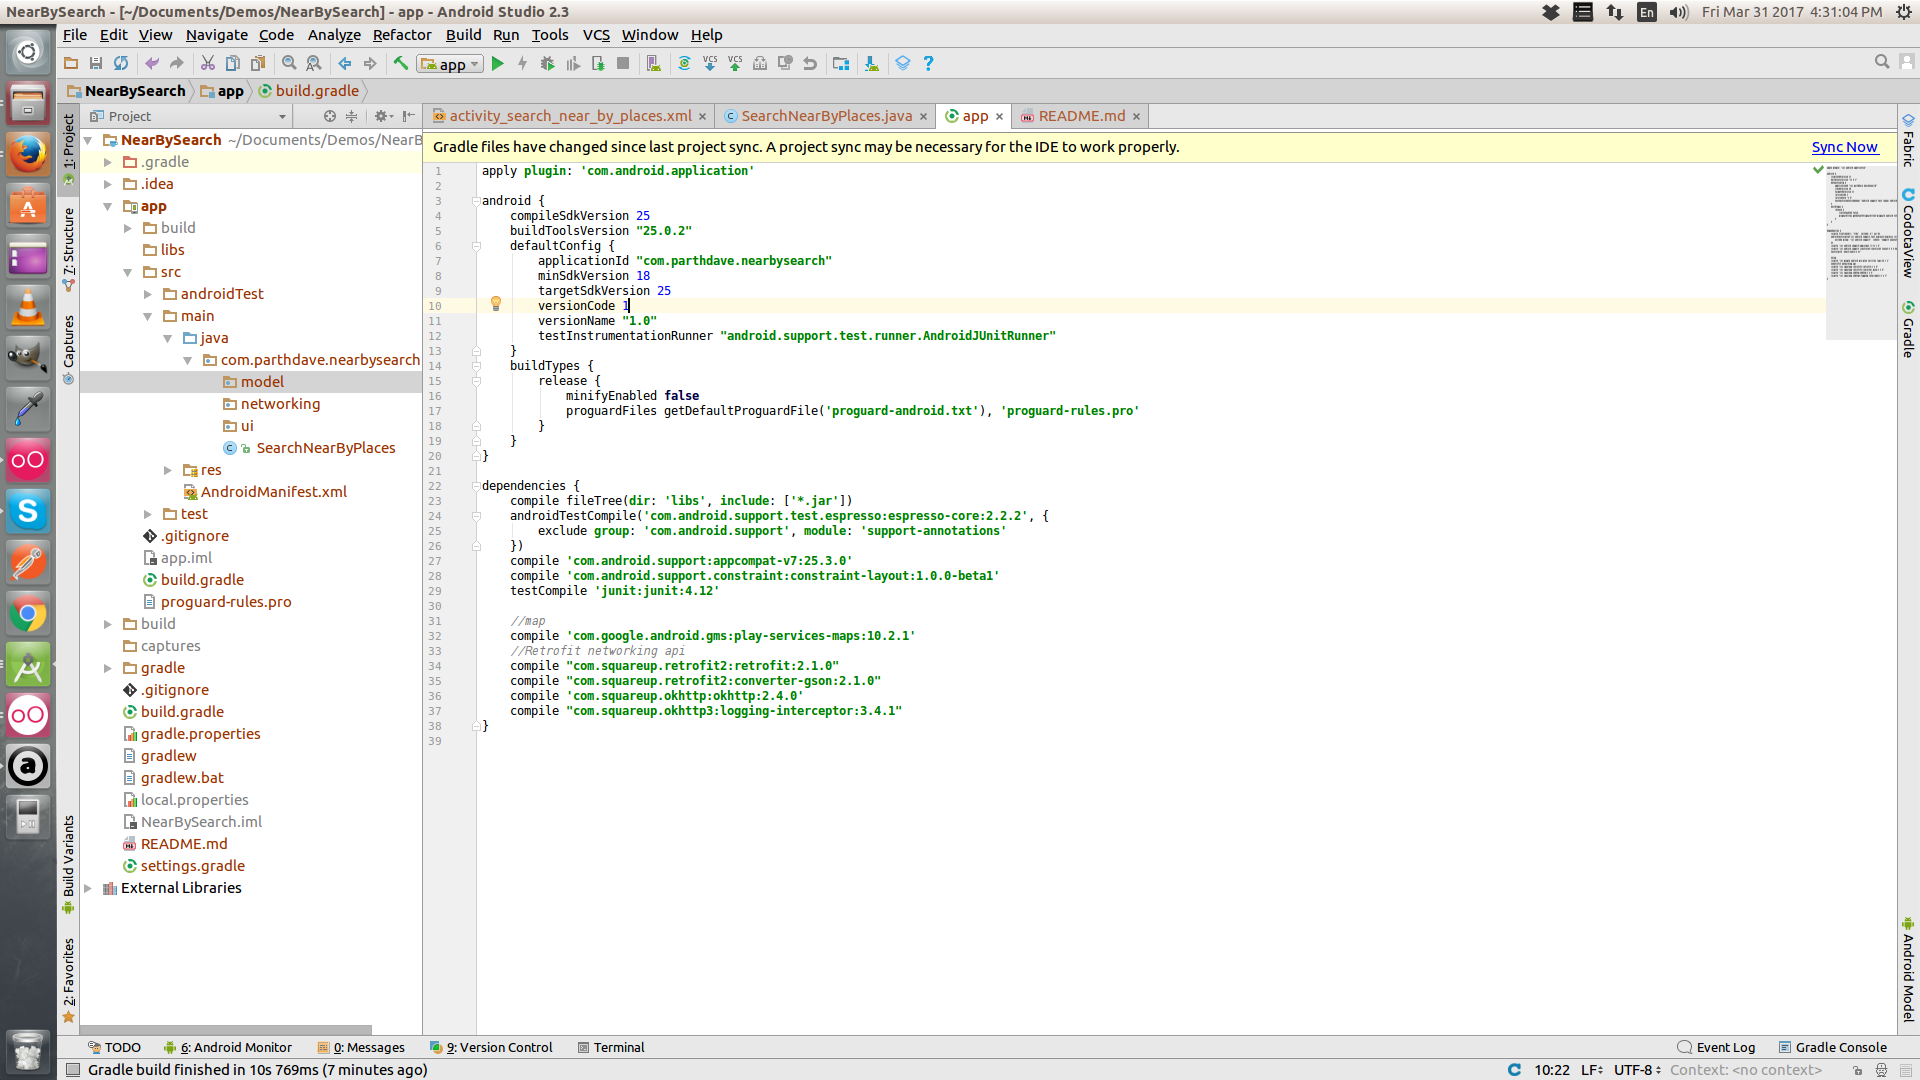 NearBySearch - [~/Documents/Demos/NearBySearch] - app - Android Studio 2.3
En
Fri Mar 31 2017 4:31:04 PM
File Edit View Navigate Code Analyze Refactor Build Run Tools VCS Window Help
app
VCS VCS
NearBySearch app build.gradle
Project
activity_search_near_by_places.xml
SearchNearByPlaces.java
app
README.md
1: Project
7: Structure
Captures
Build Variants
2: Favorites
NearBySearch ~/Documents/Demos/NearB
.gradle
.idea
app
build
libs
src
androidTest
main
java
com.parthdave.nearbysearch
model
networking
ui
SearchNearByPlaces
res
AndroidManifest.xml
test
.gitignore
app.iml
build.gradle
proguard-rules.pro
build
captures
gradle
.gitignore
build.gradle
gradle.properties
gradlew
gradlew.bat
local.properties
NearBySearch.iml
README.md
settings.gradle
External Libraries
Gradle files have changed since last project sync. A project sync may be necessary for the IDE to work properly.
Sync Now
1 apply plugin: 'com.android.application'
2
3 android {
4 compileSdkVersion 25
5 buildToolsVersion "25.0.2"
6 defaultConfig {
7 applicationId "com.parthdave.nearbysearch"
8 minSdkVersion 18
9 targetSdkVersion 25
10 versionCode 1
11 versionName "1.0"
12 testInstrumentationRunner "android.support.test.runner.AndroidJUnitRunner"
13 }
14 buildTypes {
15 release {
16 minifyEnabled false
17 proguardFiles getDefaultProguardFile('proguard-android.txt'), 'proguard-rules.pro'
18 }
19 }
20 }
21
22 dependencies {
23 compile fileTree(dir: 'libs', include: ['*.jar'])
24 androidTestCompile('com.android.support.test.espresso:espresso-core:2.2.2', {
25 exclude group: 'com.android.support', module: 'support-annotations'
26 })
27 compile 'com.android.support:appcompat-v7:25.3.0'
28 compile 'com.android.support.constraint:constraint-layout:1.0.0-beta1'
29 testCompile 'junit:junit:4.12'
30
31 //map
32 compile 'com.google.android.gms:play-services-maps:10.2.1'
33 //Retrofit networking api
34 compile "com.squareup.retrofit2:retrofit:2.1.0"
35 compile "com.squareup.retrofit2:converter-gson:2.1.0"
36 compile 'com.squareup.okhttp:okhttp:2.4.0'
37 compile "com.squareup.okhttp3:logging-interceptor:3.4.1"
38 }
39
Fabric
CodotaView
Gradle
Android Model
TODO 6: Android Monitor 0: Messages 9: Version Control Terminal
Event Log Gradle Console
Gradle build finished in 10s 769ms (7 minutes ago)
10:22 LF UTF-8 Context: <no context>